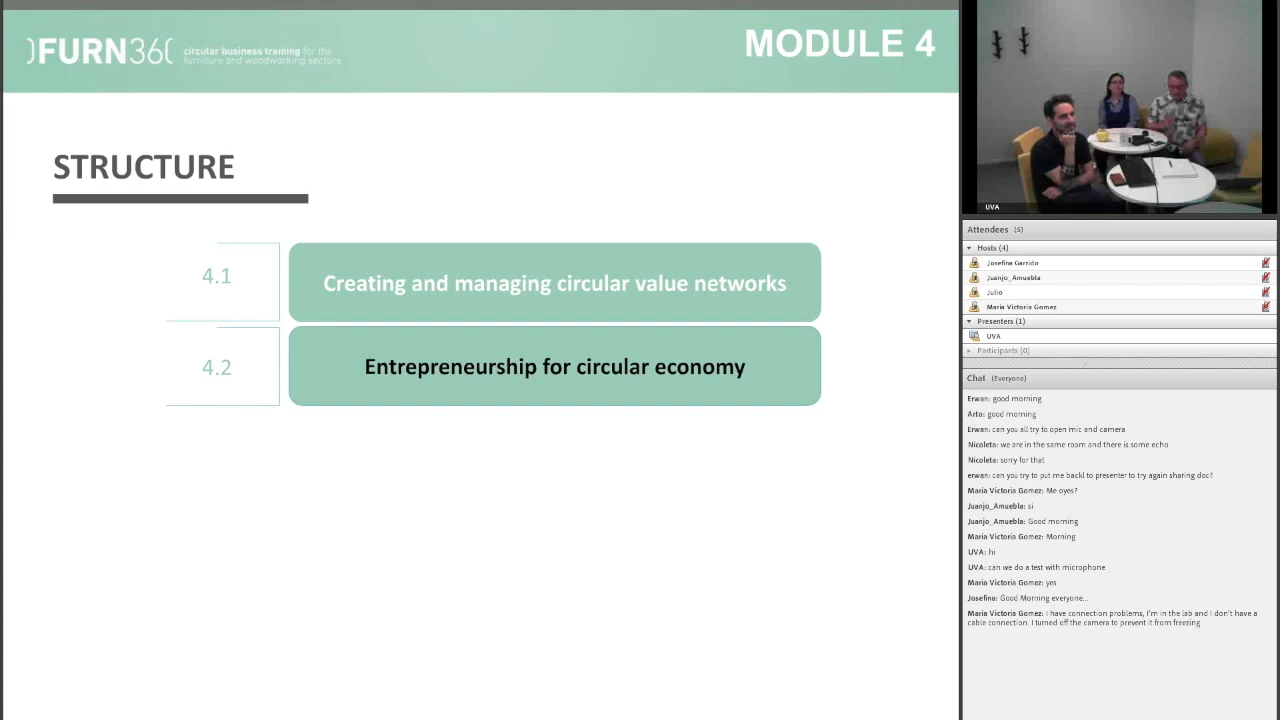 )FURN36(
circular business training for the
furniture and woodworking sectors
MODULE 4
STRUCTURE
4.1
Creating and managing circular value networks
4.2
Entrepreneurship for circular economy
UVA
Attendees (5)
Hosts (4)
Josefina Garrido
Juanjo_Amuebla
Julio
Maria Victoria Gomez
Presenters (1)
UVA
Participants (0)
Chat (Everyone)
Erwan: good morning
Arto: good morning
Erwan: can you all try to open mic and camera
Nicoleta: we are in the same room and there is some echo
Nicoleta: sorry for that
erwan: can you try to put me backl to presenter to try again sharing doc?
Maria Victoria Gomez: Me oyes?
Juanjo_Amuebla: si
Juanjo_Amuebla: Good morning
Maria Victoria Gomez: Morning
UVA: hi
UVA: can we do a test with microphone
Maria Victoria Gomez: yes
Josefina: Good Morning everyone...
Maria Victoria Gomez: I have connection problems, I'm in the lab and I don't have a
cable connection. I turned off the camera to prevent it from freezing.